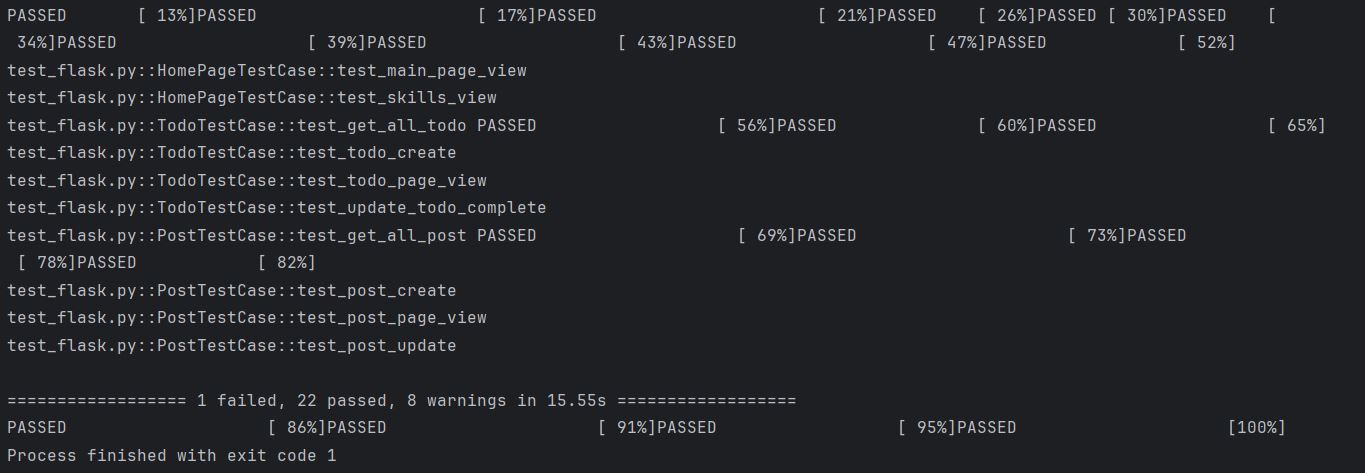 PASSED       [ 13%]PASSED                      [ 17%]PASSED                      [ 21%]PASSED    [ 26%]PASSED [ 30%]PASSED    [
 34%]PASSED                   [ 39%]PASSED                   [ 43%]PASSED                   [ 47%]PASSED             [ 52%]
test_flask.py::HomePageTestCase::test_main_page_view
test_flask.py::HomePageTestCase::test_skills_view
test_flask.py::TodoTestCase::test_get_all_todo PASSED                  [ 56%]PASSED              [ 60%]PASSED                 [ 65%]
test_flask.py::TodoTestCase::test_todo_create
test_flask.py::TodoTestCase::test_todo_page_view
test_flask.py::TodoTestCase::test_update_todo_complete
test_flask.py::PostTestCase::test_get_all_post PASSED                    [ 69%]PASSED                     [ 73%]PASSED
 [ 78%]PASSED            [ 82%]
test_flask.py::PostTestCase::test_post_create
test_flask.py::PostTestCase::test_post_page_view
test_flask.py::PostTestCase::test_post_update
================== 1 failed, 22 passed, 8 warnings in 15.55s ==================
PASSED                    [ 86%]PASSED                     [ 91%]PASSED                  [ 95%]PASSED                     [100%]
Process finished with exit code 1